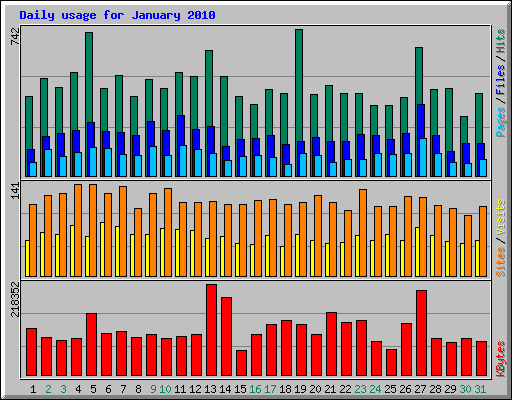 Daily usage for January 2010
742
Pages / Files / Hits
141
Sites / Visits
218352
KBytes
1 2 3 4 5 6 7 8 9 10 11 12 13 14 15 16 17 18 19 20 21 22 23 24 25 26 27 28 29 30 31